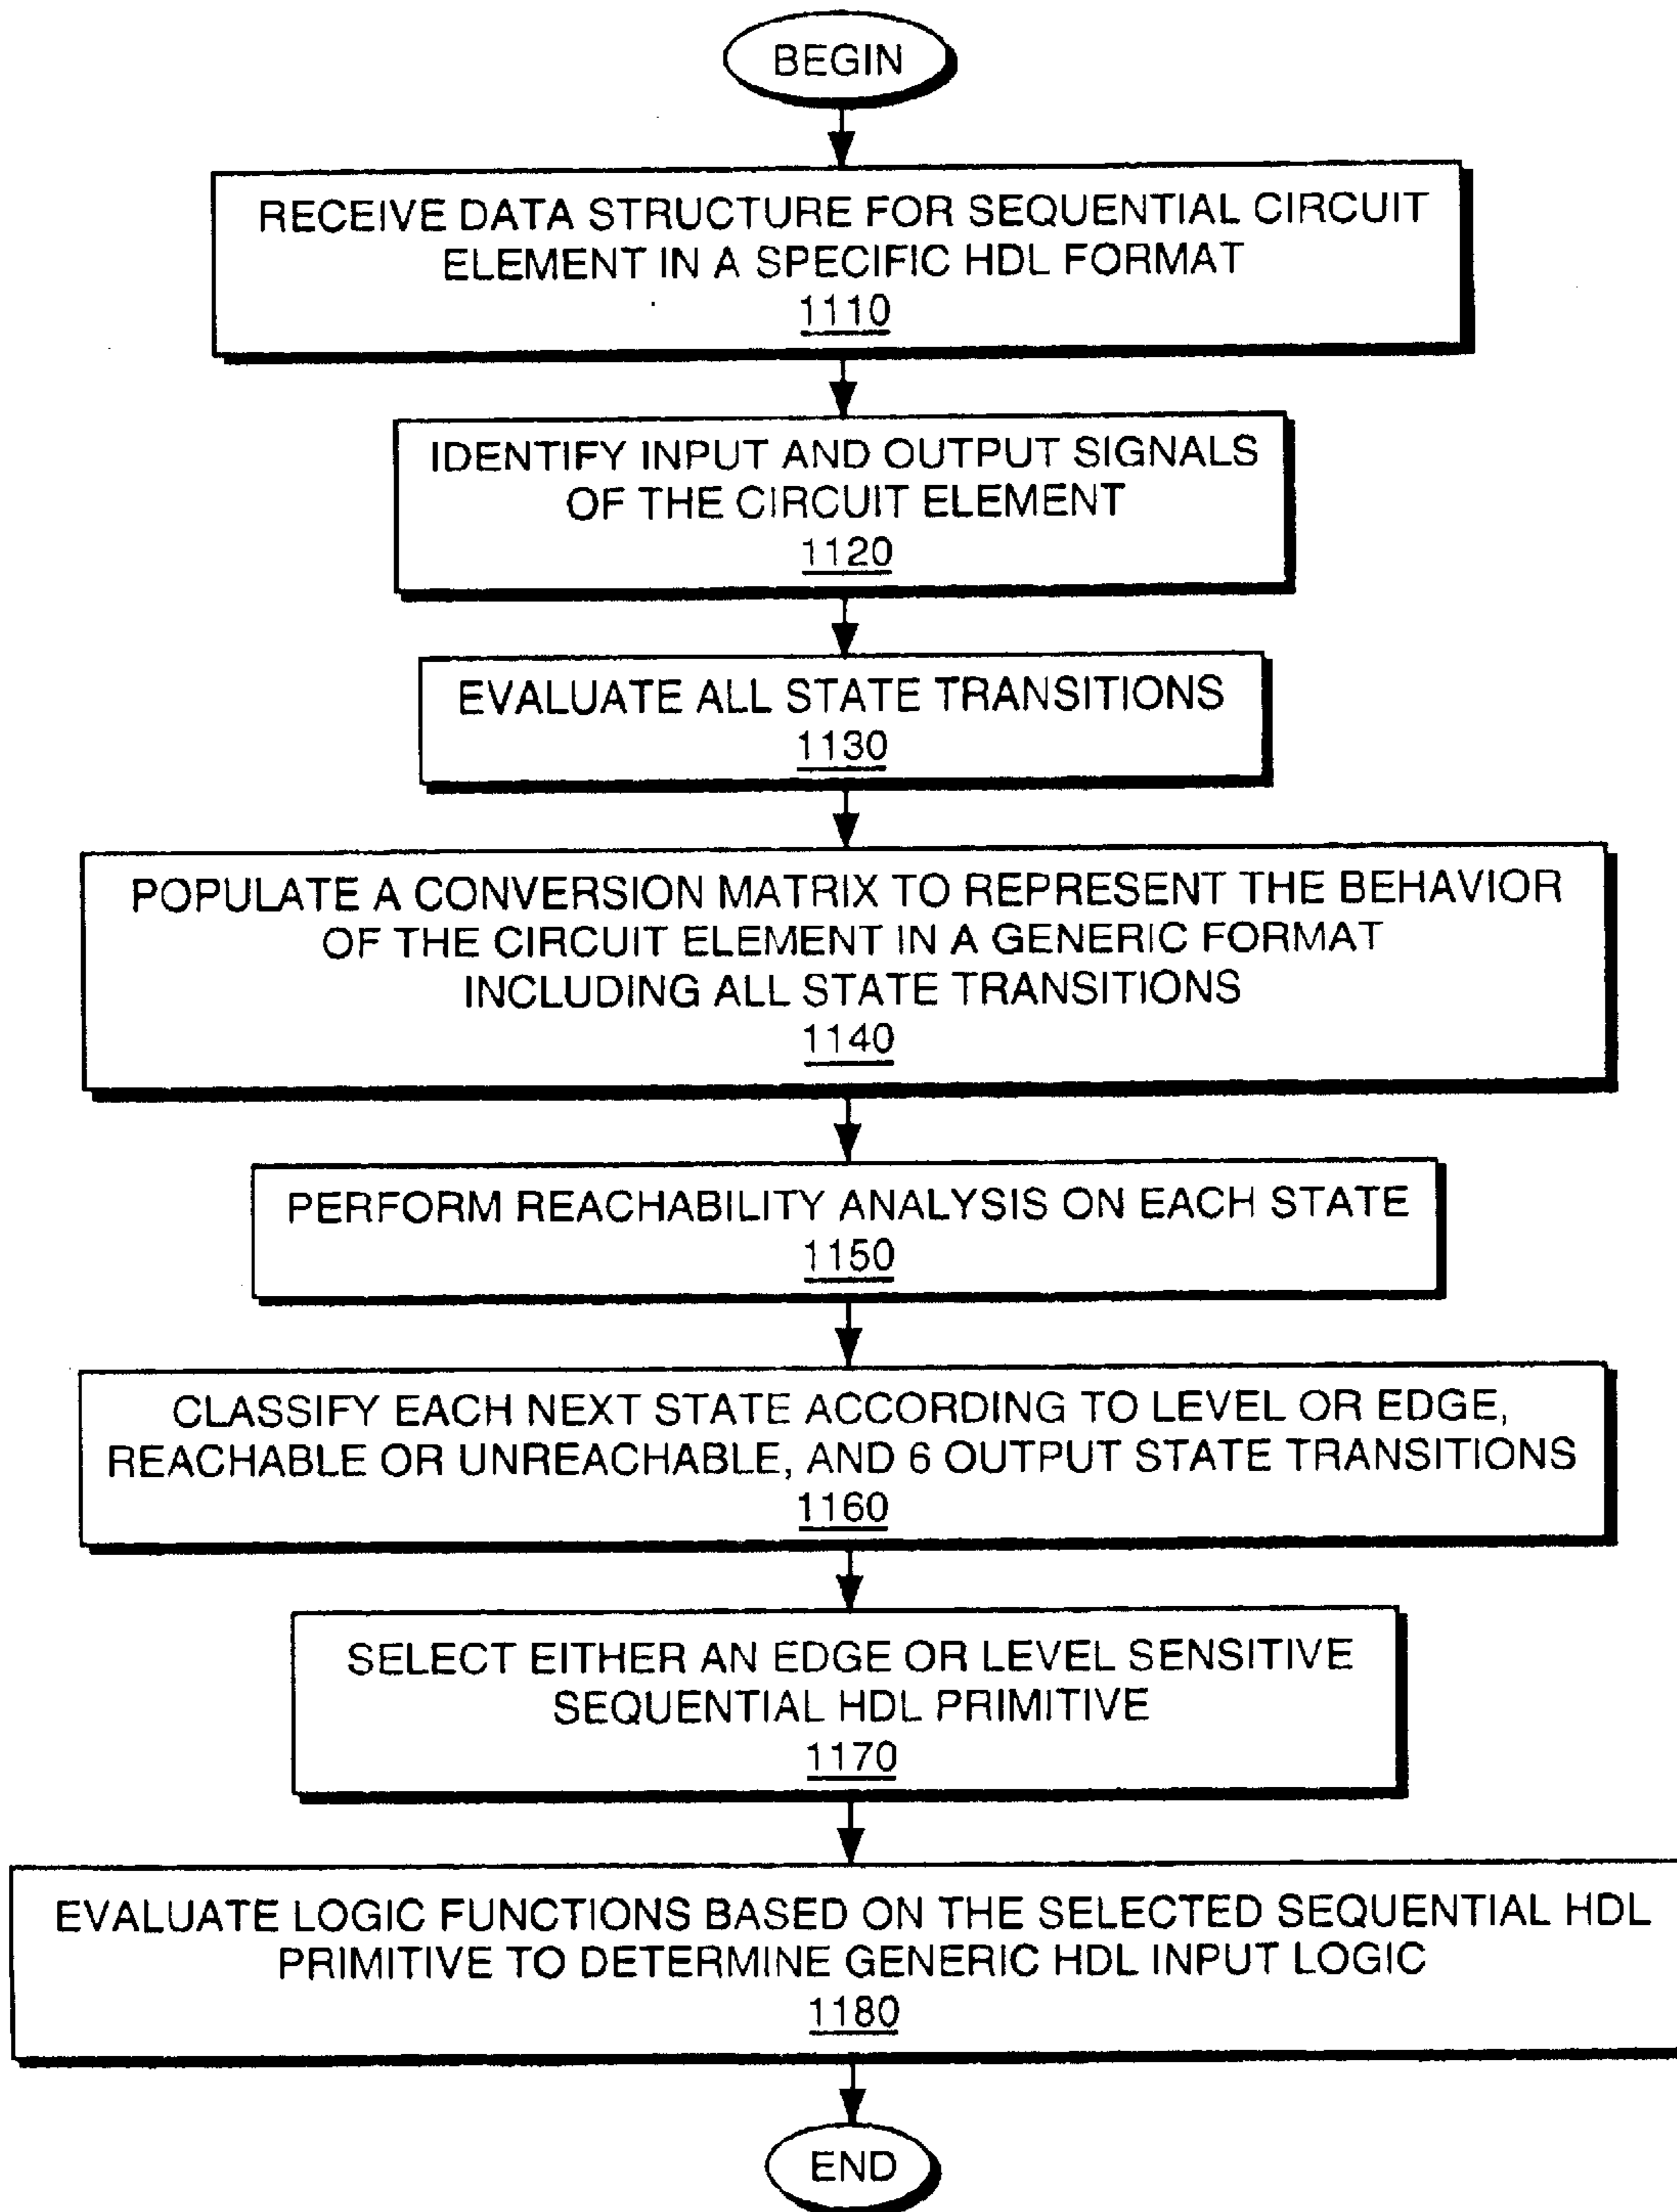 BEGIN
RECEIVE DATA STRUCTURE FOR SEQUENTIAL CIRCUIT
ELEMENT IN A SPECIFIC HDL FORMAT
1110
IDENTIFY INPUT AND OUTPUT SIGNALS
OF THE CIRCUIT ELEMENT
1120
EVALUATE ALL STATE TRANSITIONS
1130
POPULATE A CONVERSION MATRIX TO REPRESENT THE BEHAVIOR
OF THE CIRCUIT ELEMENT IN A GENERIC FORMAT
INCLUDING ALL STATE TRANSITIONS
1140
PERFORM REACHABILITY ANALYSIS ON EACH STATE
1150
CLASSIFY EACH NEXT STATE ACCORDING TO LEVEL OR EDGE,
REACHABLE OR UNREACHABLE, AND 6 OUTPUT STATE TRANSITIONS
1160
SELECT EITHER AN EDGE OR LEVEL SENSITIVE
SEQUENTIAL HDL PRIMITIVE
1170
EVALUATE LOGIC FUNCTIONS BASED ON THE SELECTED SEQUENTIAL HDL
PRIMITIVE TO DETERMINE GENERIC HDL INPUT LOGIC
1180
END